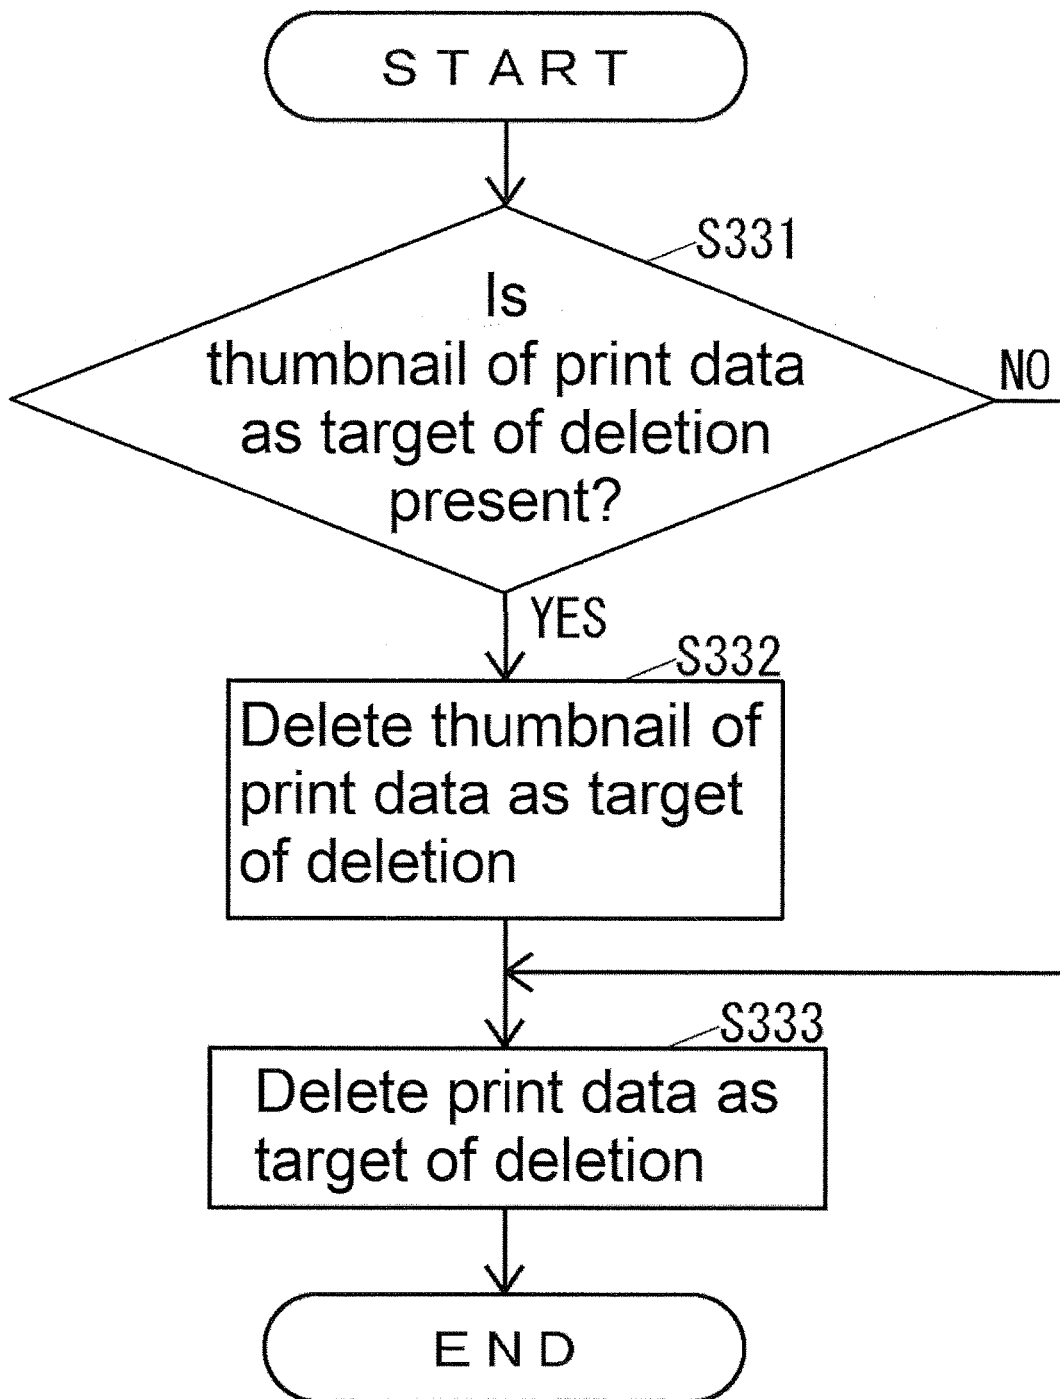 START
S331
Is
thumbnail of print data
as target of deletion
present?
NO
YES
S332
Delete thumbnail of
print data as target
of deletion
S333
Delete print data as
target of deletion
END